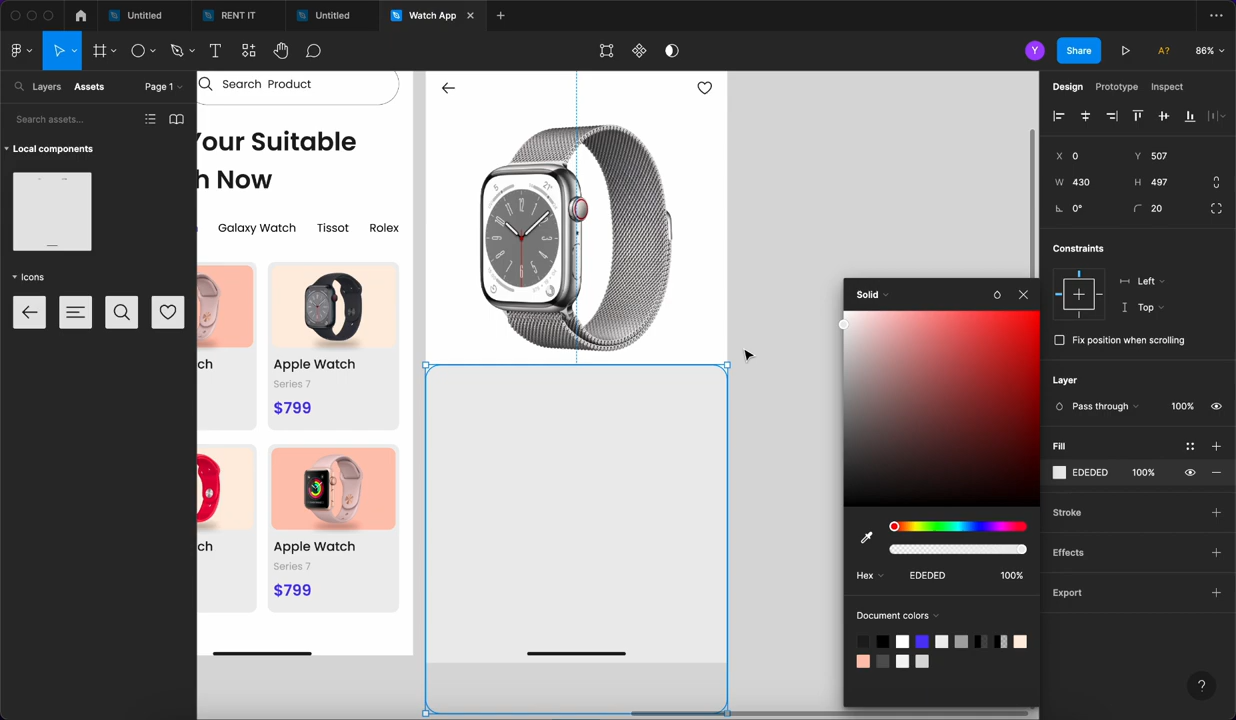 Untitled
RENT IT
Untitled
Watch App
Share
A?
86%
Y
Layers
Assets
Page 1
Search assets...
Local components
Icons
Search Product
Your Suitable
h Now
Galaxy Watch
Tissot
Rolex
ch
Apple Watch
Series 7
$799
ch
Apple Watch
Series 7
$799
Solid
Hex
EDEDED
100%
Document colors
Design
Prototype
Inspect
X 0
Y 507
W 430
H 497
0°
20
Constraints
Left
Top
Fix position when scrolling
Layer
Pass through
100%
Fill
EDEDED
100%
Stroke
Effects
Export
?